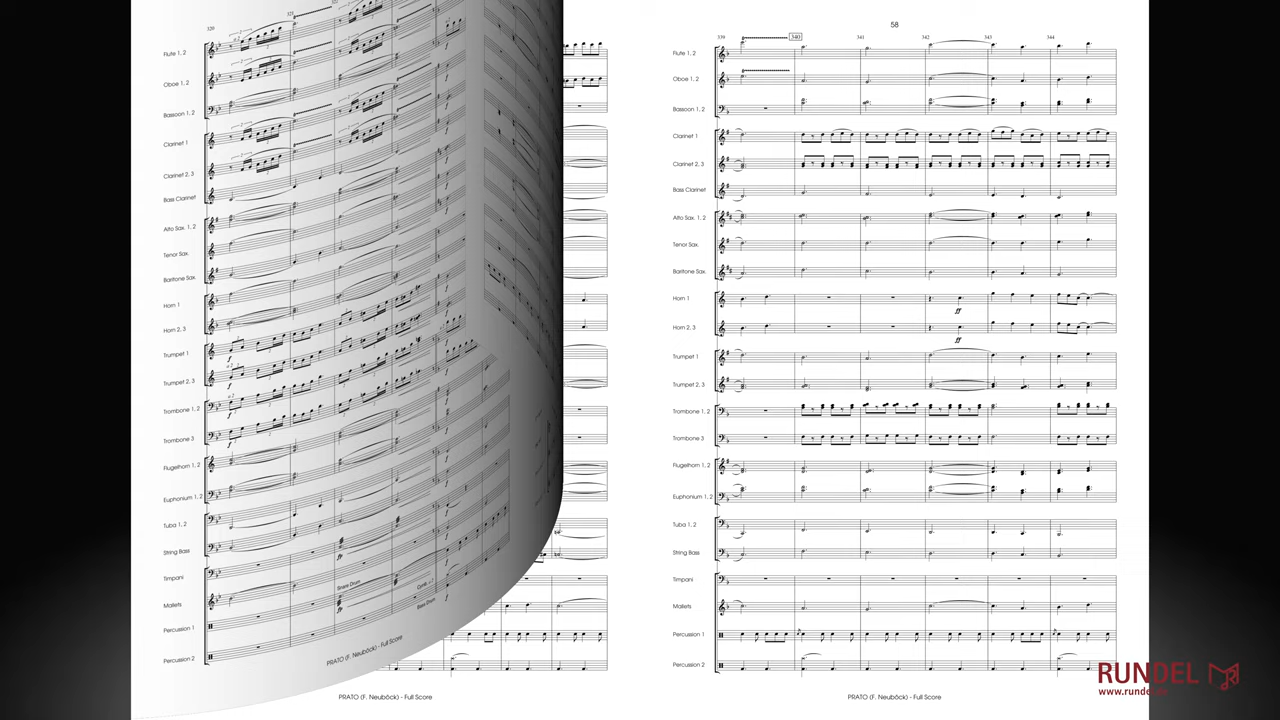 320
321
Flute 1, 2
Oboe 1, 2
Bassoon 1, 2
Clarinet 1
Clarinet 2, 3
Bass Clarinet
Alto Sax. 1, 2
Tenor Sax.
Baritone Sax.
Horn 1
Horn 2, 3
Trumpet 1
Trumpet 2, 3
Trombone 1, 2
Trombone 3
Flugelhorn 1, 2
Euphonium 1, 2
Tuba 1, 2
String Bass
Timpani
Mallets
Percussion 1
Percussion 2
Snare Drum
Bass Drum
PRATO (F. Neuböck) - Full Score
PRATO (F. Neuböck) - Full Score
58
339 340 341 342 343 344
Flute 1, 2
Oboe 1, 2
Bassoon 1, 2
Clarinet 1
Clarinet 2, 3
Bass Clarinet
Alto Sax. 1, 2
Tenor Sax.
Baritone Sax.
Horn 1
ff
Horn 2, 3
ff
Trumpet 1
Trumpet 2, 3
Trombone 1, 2
Trombone 3
Flugelhorn 1, 2
Euphonium 1, 2
Tuba 1, 2
String Bass
Timpani
Mallets
Percussion 1
Percussion 2
PRATO (F. Neuböck) - Full Score
RUNDEL
www.rundel.de